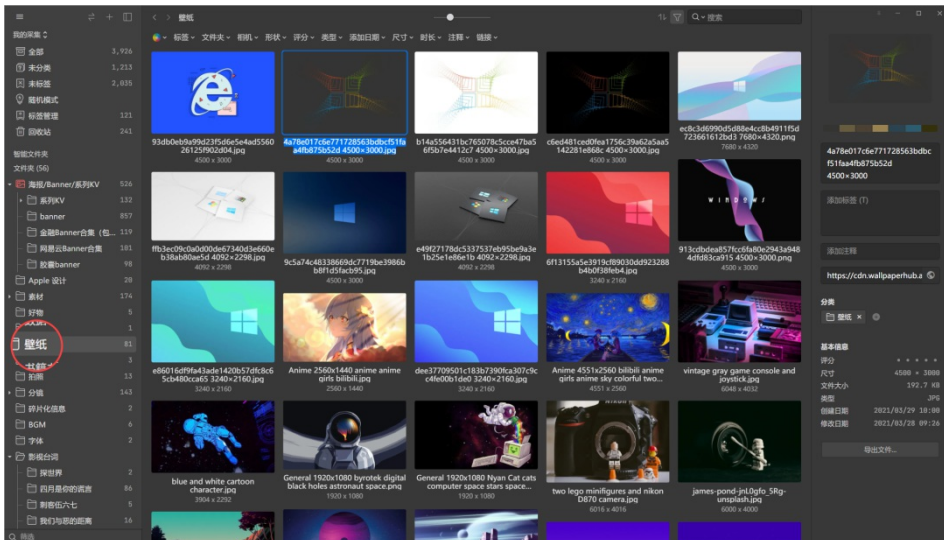 我的采集
全部 3,926
未分类 1,213
未标签 2,035
随机模式
标签管理 121
回收站 241
智能文件夹
文件夹 (56)
海报/Banner/系列KV 526
系列KV 132
banner 857
金融Banner合集（包... 119
网易云Banner合集 181
胶囊banner 98
Apple 设计 28
素材 174
好物 5
1
壁纸 81
3
拍照 13
分镜 143
碎片化信息 2
BGM 6
字体 2
影视台词
探世界 2
四月是你的谎言 86
刺客伍六七 5
我们与恶的距离 16
筛选
壁纸
搜索
标签 文件夹 相机 形状 评分 类型 添加日期 尺寸 时长 注释 链接
93db0eb9a99d23f5d6e5e4ad5560
26125f902d04.jpg
4500 × 3000
4a78e017c6e771728563bdbcf51fa
a4fb875b52d 4500×3000.jpg
4500 × 3000
b14a556431bc765078c5cce47ba5
6f5b7e4412c7 4500×3000.jpg
4500 × 3000
c6ed481ced0fea1756c39a62a5aa5
142281e868c 4500×3000.jpg
4500 × 3000
ec8c3d6990d5d88e4cc8b4911f5d
723661612bd3 7680×4320.png
7680 × 4320
WINDOWS
ffb3ec09c0a0d00de67340d3e660e
b38ab80ae5d 4092×2298.jpg
4092 × 2298
9c5a74c48338669dc7719be3986b
b8f1d5facb95.jpg
4500 × 3000
e49f27178dc5337537eb95be9a3e
1b25e1e86e1b 4092×2298.jpg
4092 × 2298
6f13155a5e3919cf89030dd923288
b4b0f38feb4.jpg
3240 × 2160
913cdbdea857fcc6fa80e2943a948
4dfd83ca915 4500×3000.jpg
4500 × 3000
e86016df9fa43ade1420b57dfc8c6
5cb480cca65 3240×2160.jpg
3240 × 2160
Anime 2560x1440 anime anime
girls bilibili.jpg
2560 × 1440
dee37709501c183b7390fca307c9c
c4fe00b1de0 3240×2160.jpg
3240 × 2160
Anime 4551x2560 bilibili anime
girls anime sky colorful two...
4551 × 2560
vintage gray game console and
joystick.jpg
6048 × 4032
blue and white cartoon
character.jpg
3904 × 2292
General 1920x1080 byrotek digital
black holes astronaut space.png
1920 × 1080
General 1920x1080 Nyan Cat cats
computer space stars space...
1920 × 1080
two lego minifigures and nikon
D870 camera.jpg
6016 × 4016
james-pond-jnL0gfo_5Rg-
unsplash.jpg
6000 × 4000
4a78e017c6e771728563bdbc
f51faa4fb875b52d
4500×3000
添加标签 (T)
添加注释
https://cdn.wallpaperhub.a
分类
壁纸 ×
基本信息
评分
尺寸 4500 × 3000
文件大小 192.7 KB
类型 JPG
创建日期 2021/03/29 10:00
修改日期 2021/03/28 09:26
导出文件...